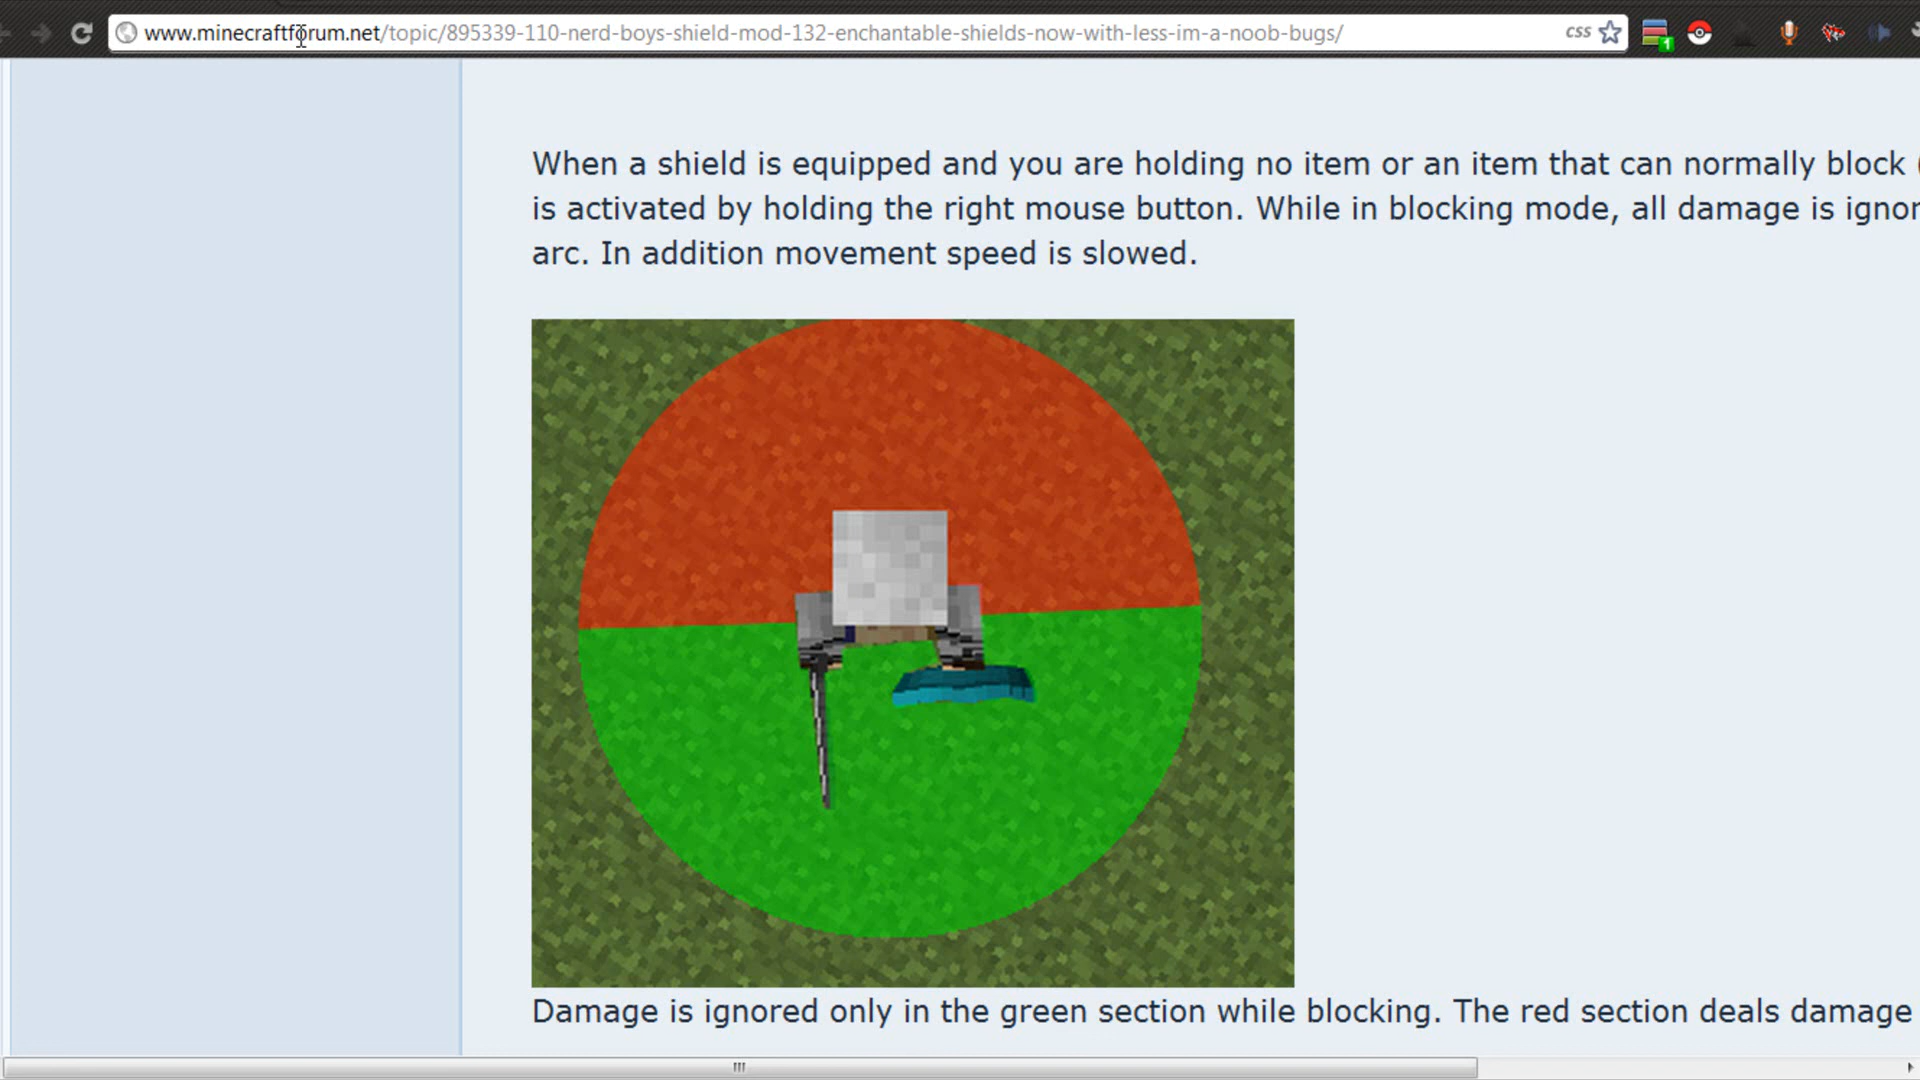 www.minecraftforum.net/topic/895339-110-nerd-boys-shield-mod-132-enchantable-shields-now-with-less-im-a-noob-bugs/
css
1
When a shield is equipped and you are holding no item or an item that can normally block
is activated by holding the right mouse button. While in blocking mode, all damage is
arc. In addition movement speed is slowed.
Damage is ignored only in the green section while blocking. The red section deals damage